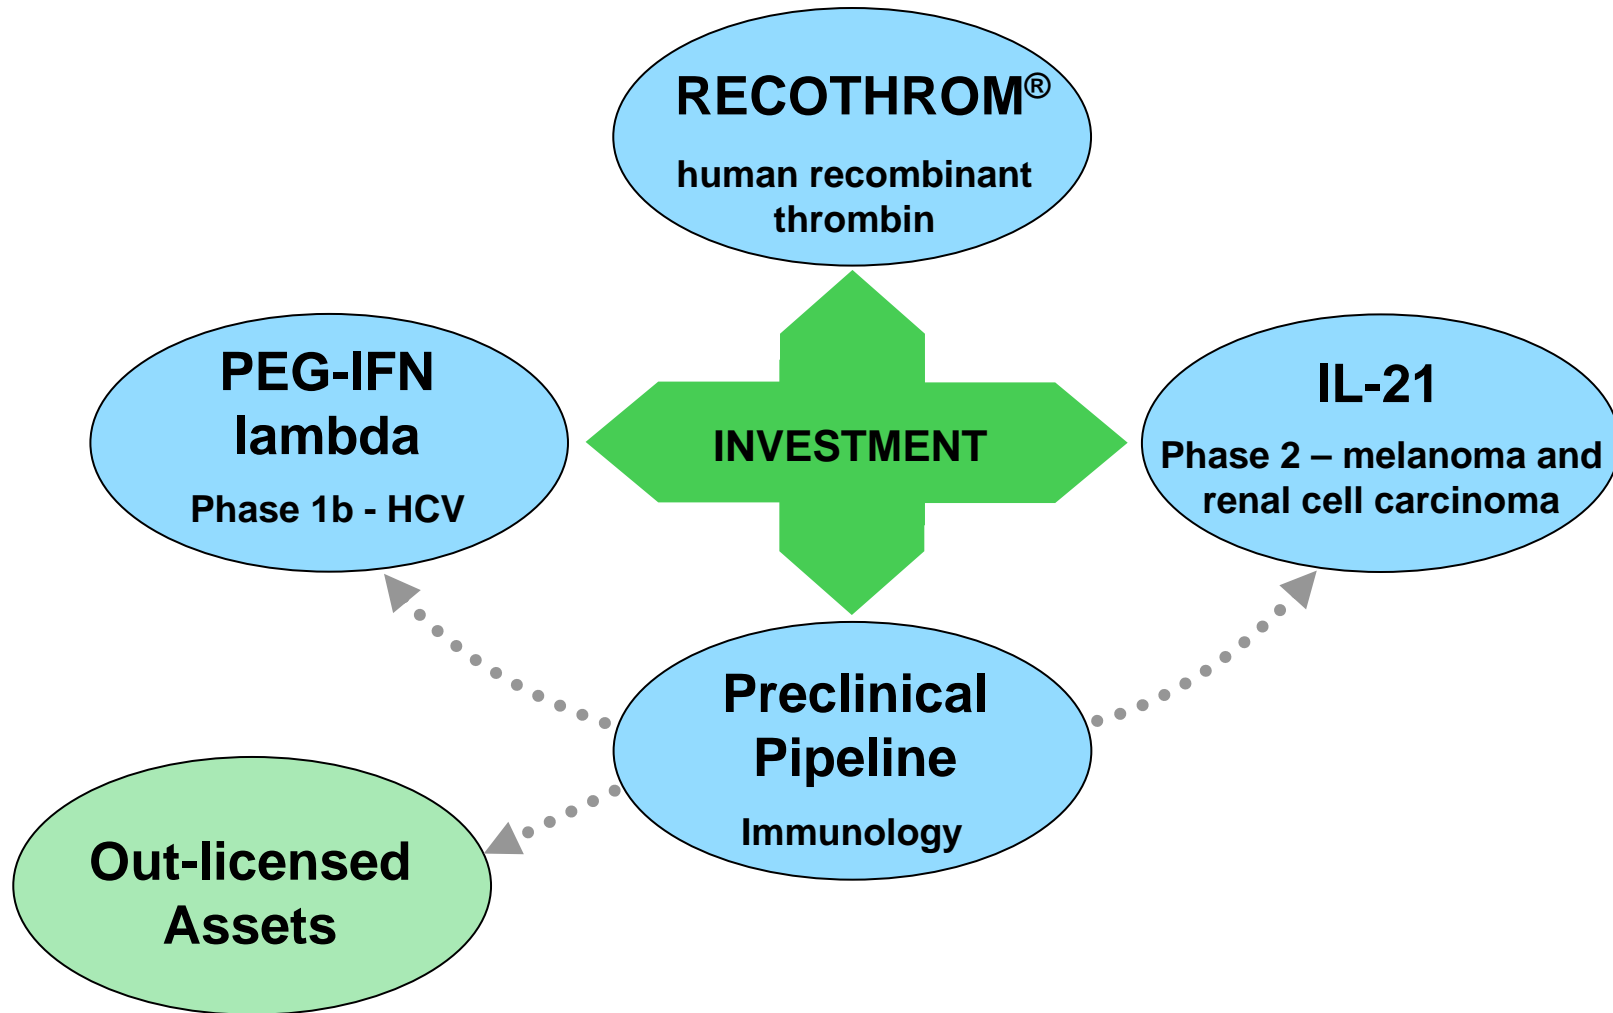 RECOTHROM®
human recombinant
thrombin
PEG-IFN
lambda
Phase 1b - HCV
INVESTMENT
IL-21
Phase 2 – melanoma and
renal cell carcinoma
Preclinical
Pipeline
Immunology
Out-licensed
Assets